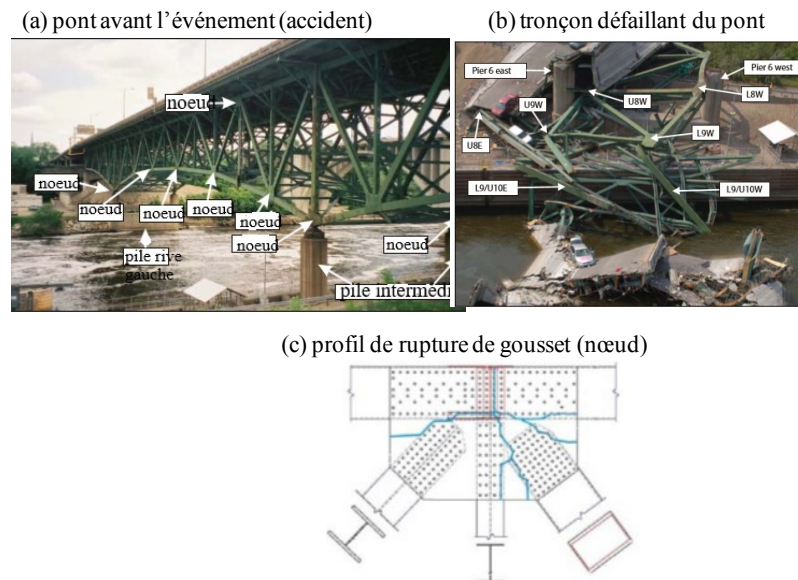 (a) pont avant l’événement (accident)
(b) tronçon défaillant du pont
noeud
noeud
noeud
noeud
noeud
noeud
noeud
noeud
pile rive
gauche
pile interméd
Pier 6 east
Pier 6 west
U9W
U8W
L8W
L9W
U8E
L9/U10E
L9/U10W
(c) profil de rupture de gousset (nœud)